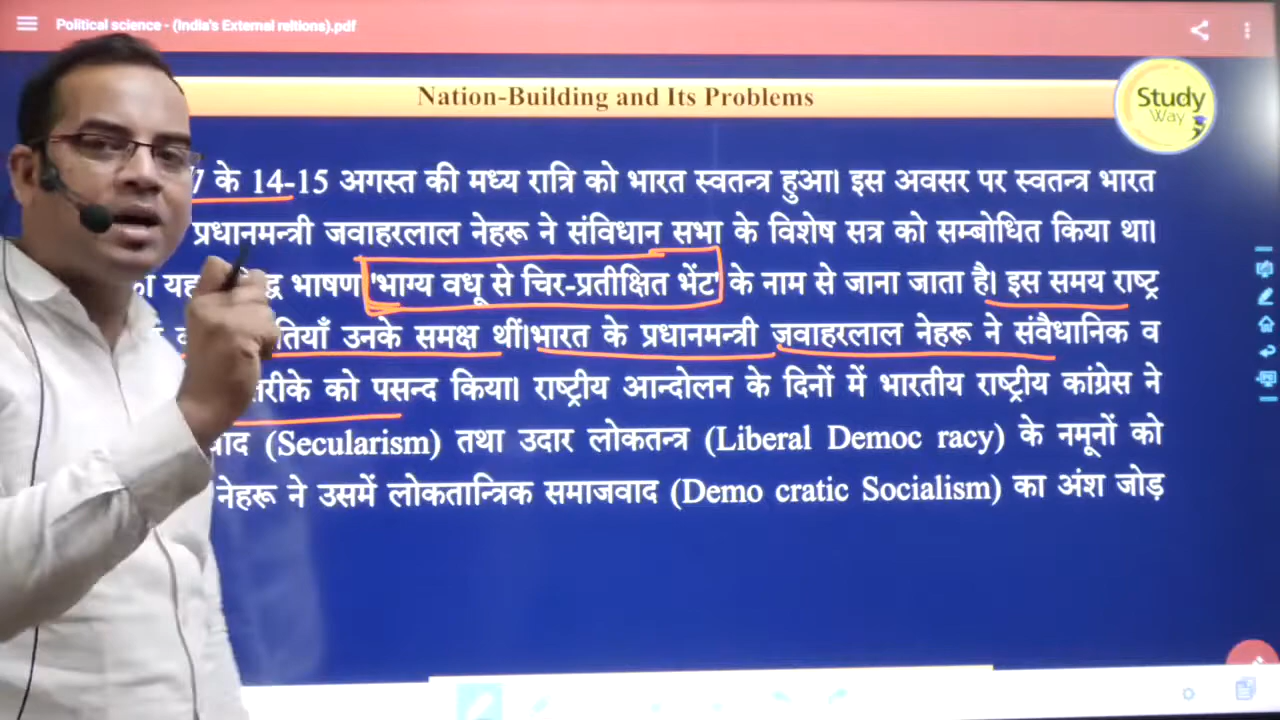 Political science - (India's External reltions).pdf
Nation-Building and Its Problems
Study
Way
के 14-15 अगस्त की मध्य रात्रि को भारत स्वतन्त्र हुआ। इस अवसर पर स्वतन्त्र भारत
प्रधानमन्त्री जवाहरलाल नेहरू ने संविधान सभा के विशेष सत्र को सम्बोधित किया था।
भाषण 'भाग्य वधू से चिर-प्रतीक्षित भेंट' के नाम से जाना जाता है। इस समय राष्ट्र
उनके समक्ष थीं।भारत के प्रधानमन्त्री जवाहरलाल नेहरू ने संवैधानिक व
को पसन्द किया। राष्ट्रीय आन्दोलन के दिनों में भारतीय राष्ट्रीय कांग्रेस ने
(Secularism) तथा उदार लोकतन्त्र (Liberal Democ racy) के नमूनों को
नेहरू ने उसमें लोकतान्त्रिक समाजवाद (Demo cratic Socialism) का अंश जोड़